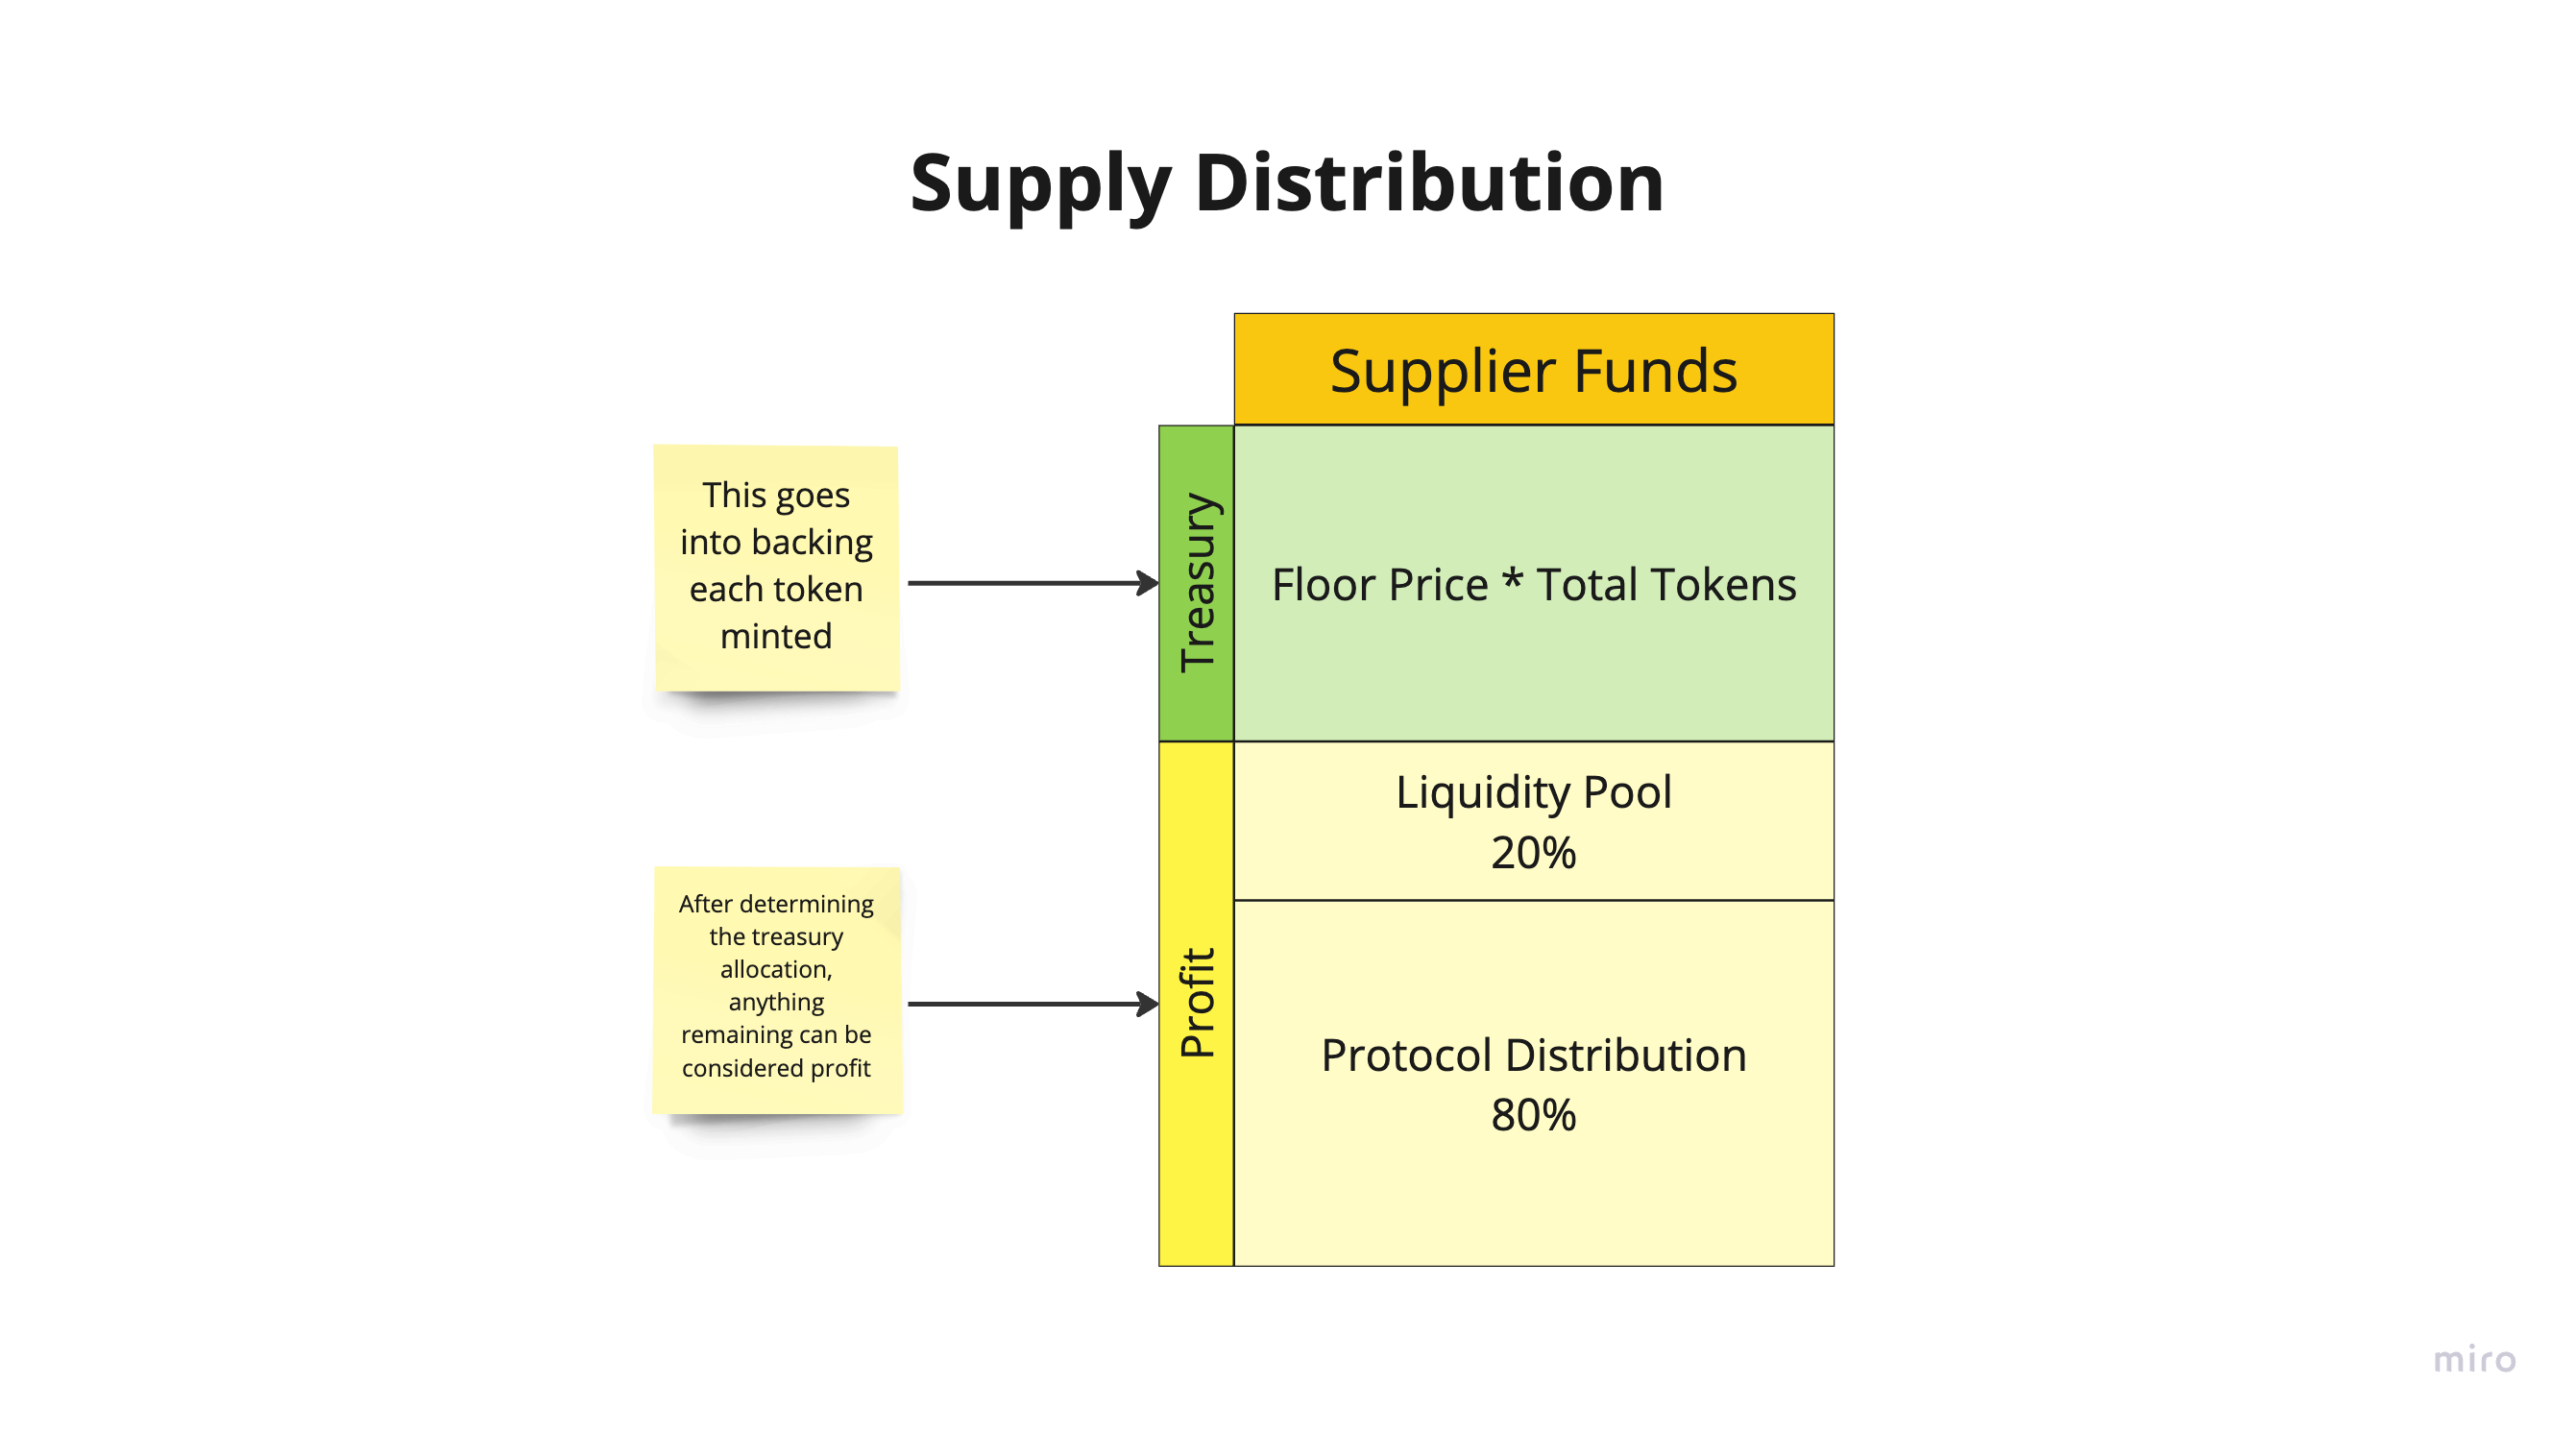 Supply Distribution
Supplier Funds
This goes
into backing
each token
minted
Treasury
Floor Price * Total Tokens
Liquidity Pool
20%
After determining
the treasury
allocation,
anything
remaining can be
considered profit
Profit
Protocol Distribution
80%
miro